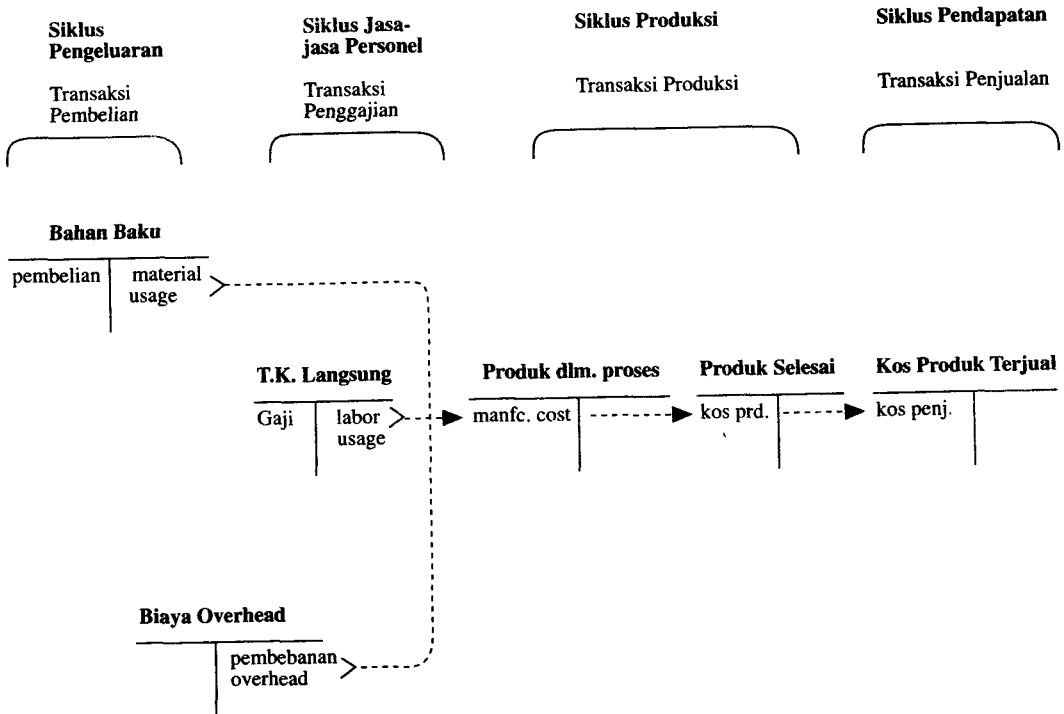 Siklus
Pengeluaran
Transaksi
Pembelian
Siklus Jasa-
jasa Personel
Transaksi
Penggajian
Siklus Produksi
Transaksi Produksi
Siklus Pendapatan
Transaksi Penjualan
Bahan Baku
pembelian
material
usage
T.K. Langsung
Gaji
labor
usage
Produk dlm. proses
manfc. cost
Produk Selesai
kos prd.
Kos Produk Terjual
kos penj.
Biaya Overhead
pembebanan
overhead